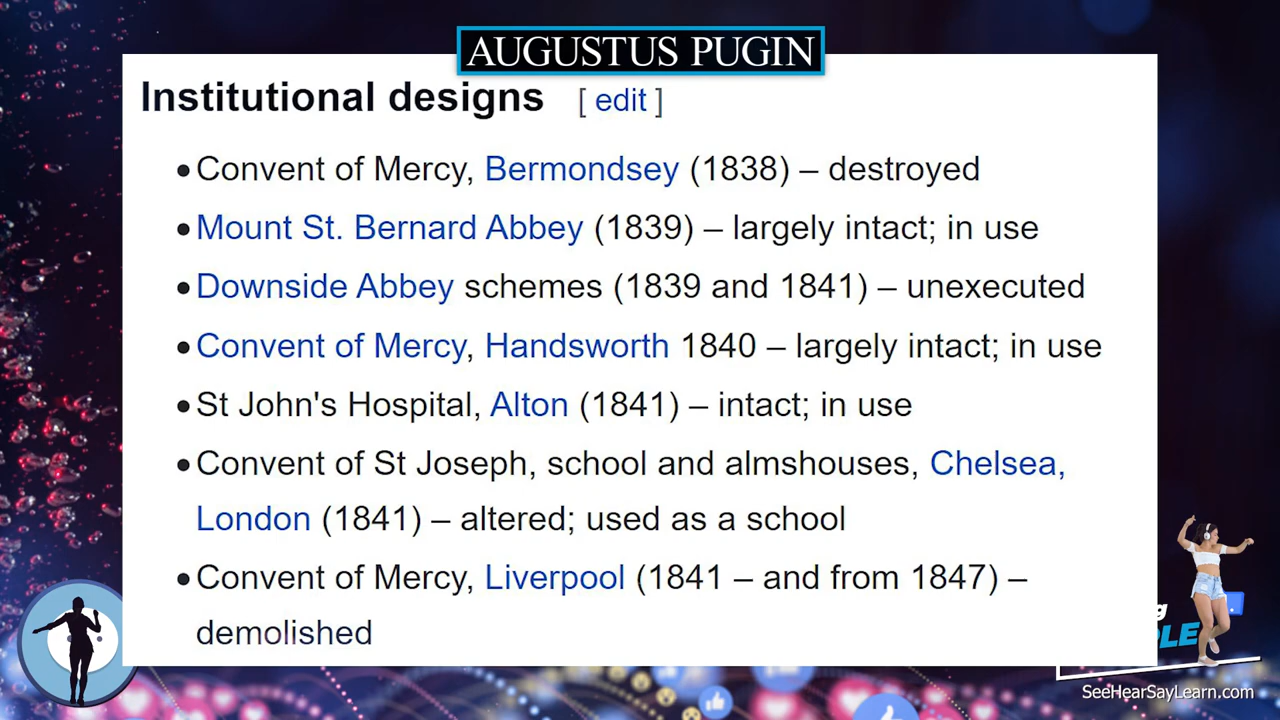 AUGUSTUS PUGIN
Institutional designs [ edit ]
• Convent of Mercy, Bermondsey (1838) – destroyed
• Mount St. Bernard Abbey (1839) – largely intact; in use
• Downside Abbey schemes (1839 and 1841) – unexecuted
• Convent of Mercy, Handsworth 1840 – largely intact; in use
• St John's Hospital, Alton (1841) – intact; in use
• Convent of St Joseph, school and almshouses, Chelsea,
London (1841) – altered; used as a school
• Convent of Mercy, Liverpool (1841 – and from 1847) –
demolished
SeeHearSayLearn.com